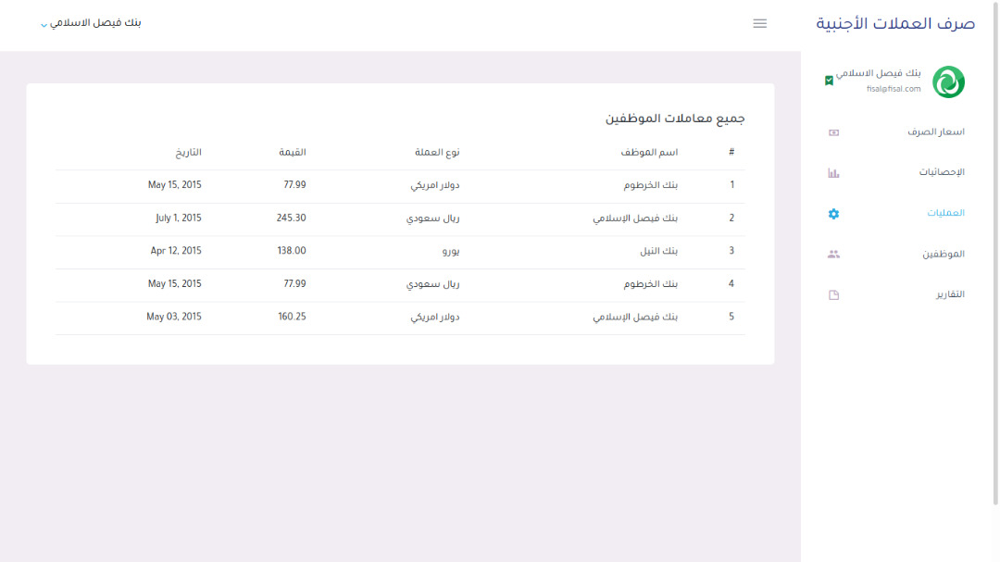 صرف العملات الأجنبية
بنك فيصل الاسلامي
بنك فيصل الاسلامي
fisal@fisal.com
اسعار الصرف
الإحصائيات
العمليات
الموظفين
التقارير
جميع معاملات الموظفين
# اسم الموظف نوع العملة القيمة التاريخ
1 بنك الخرطوم دولار امريكي 77.99 May 15, 2015
2 بنك فيصل الإسلامي ريال سعودي 245.30 July 1, 2015
3 بنك النيل يورو 138.00 Apr 12, 2015
4 بنك الخرطوم ريال سعودي 77.99 May 15, 2015
5 بنك فيصل الإسلامي دولار امريكي 160.25 May 03, 2015